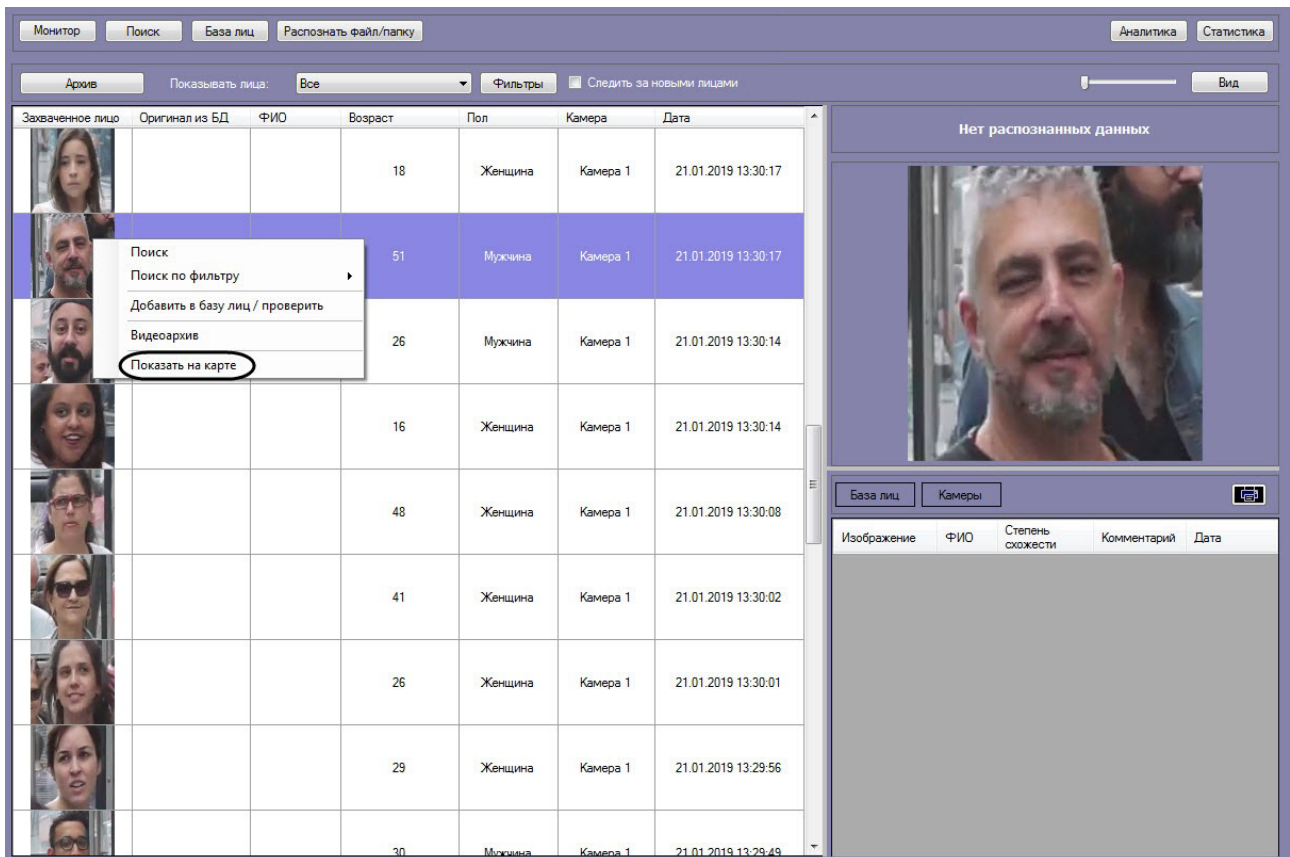 Монитор Поиск База лиц Распознать файл/папку Аналитика Статистика
Архив Показывать лица: Все Фильтры Следить за новыми лицами Вид
Захваченное лицо Оригинал из БД ФИО Возраст Пол Камера Дата
Нет распознанных данных
18 Женщина Камера 1 21.01.2019 13:30:17
51 Мужчина Камера 1 21.01.2019 13:30:17
Поиск
Поиск по фильтру
Добавить в базу лиц / проверить
Видеоархив
Показать на карте
26 Мужчина Камера 1 21.01.2019 13:30:14
16 Женщина Камера 1 21.01.2019 13:30:14
48 Женщина Камера 1 21.01.2019 13:30:08
41 Женщина Камера 1 21.01.2019 13:30:02
26 Женщина Камера 1 21.01.2019 13:30:01
29 Женщина Камера 1 21.01.2019 13:29:56
30 Мужчина Камера 1 21.01.2019 13:29:49
База лиц Камеры
Изображение ФИО Степень схожести Комментарий Дата